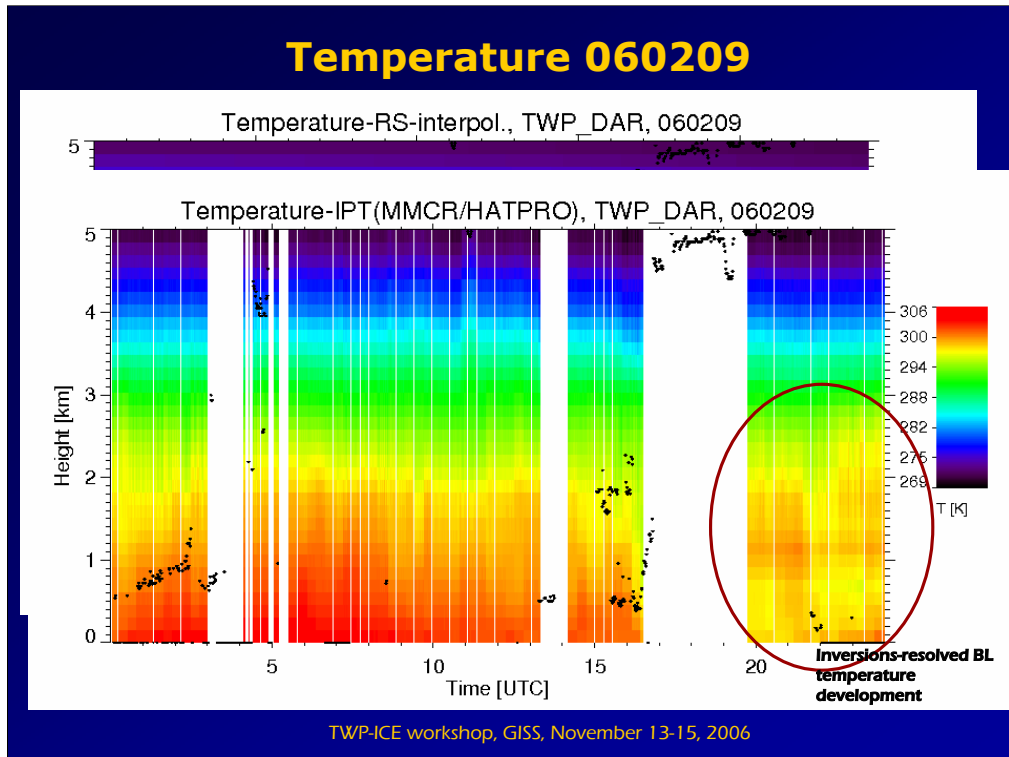 Temperature 060209
Temperature-RS-interpol., TWP_DAR, 060209
5
Temperature-IPT(MMCR/HATPRO), TWP_DAR, 060209
5
4
3
2
1
0
Height [km]
5
10
15
20
Time [UTC]
306
300
294
288
282
276
269
T [K]
Inversions-resolved BL
temperature
development
TWP-ICE workshop, GISS, November 13-15, 2006